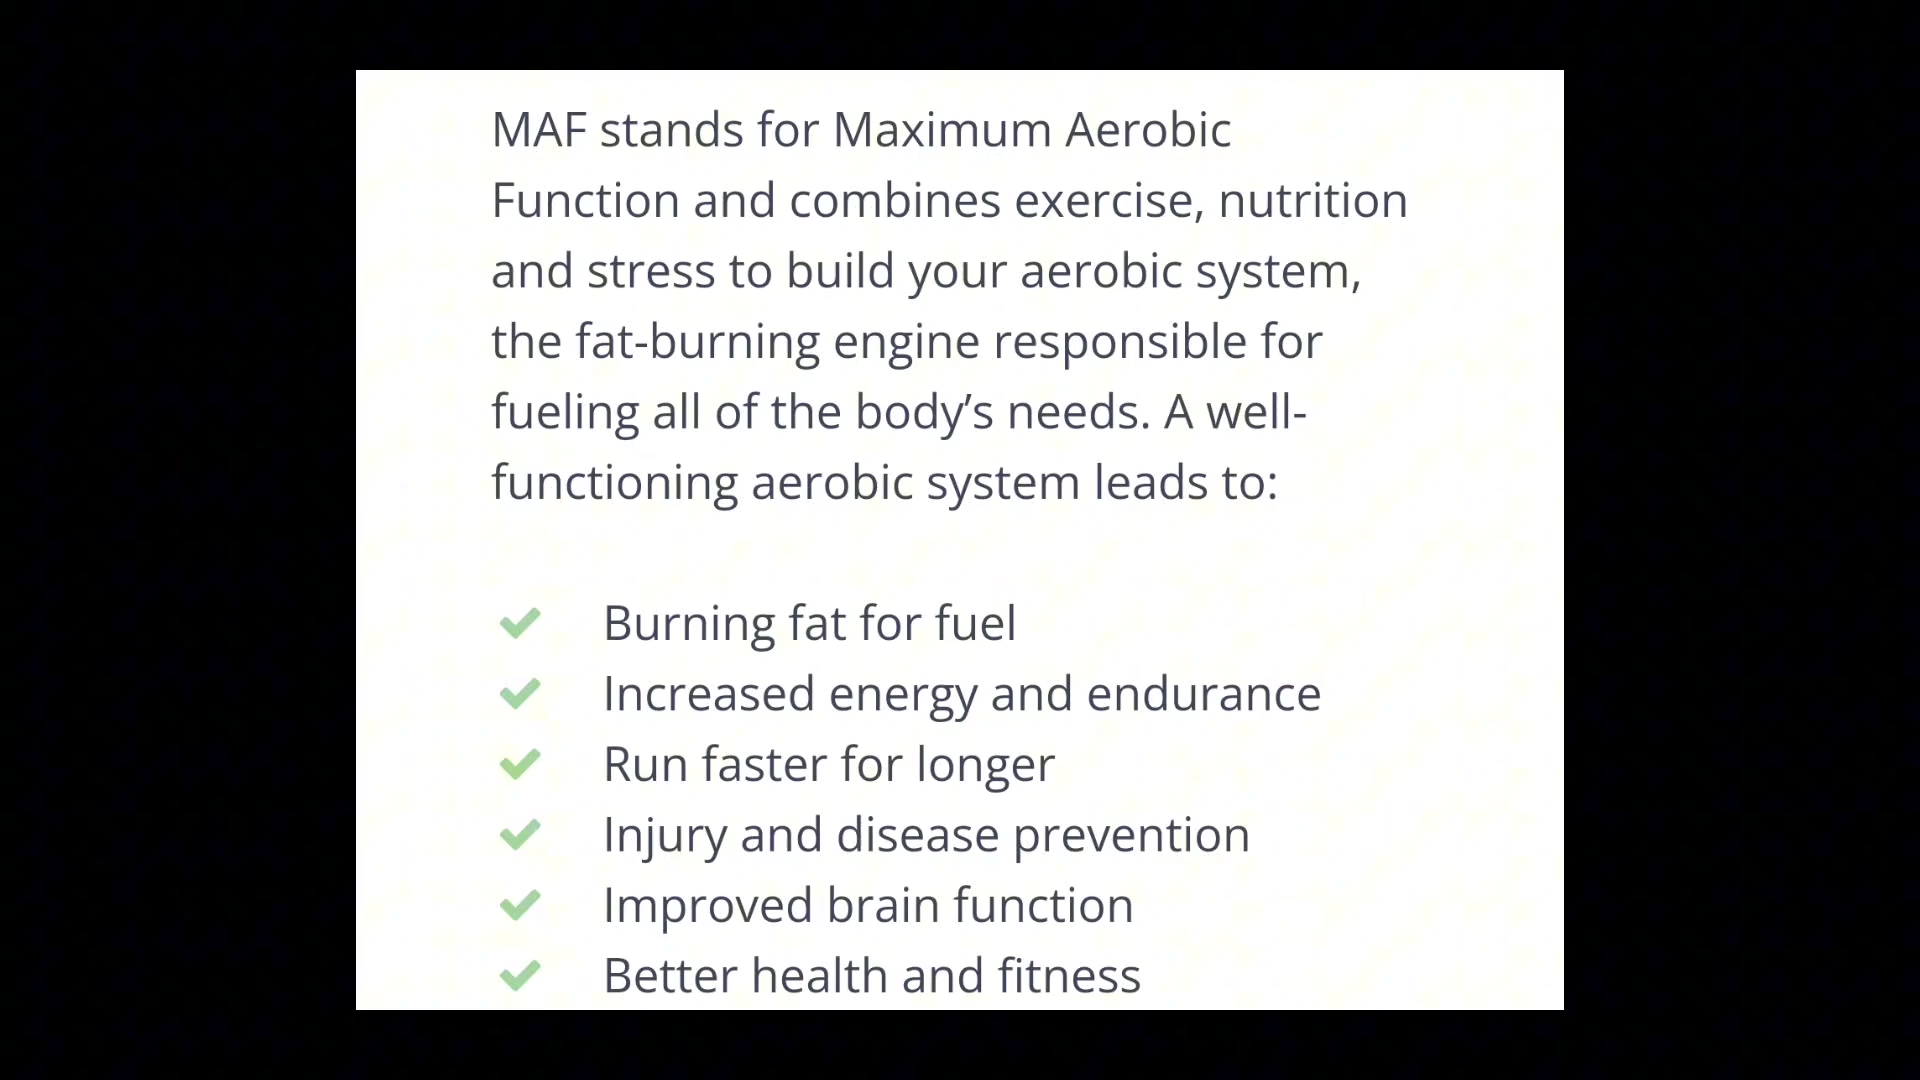 MAF stands for Maximum Aerobic
Function and combines exercise, nutrition
and stress to build your aerobic system,
the fat-burning engine responsible for
fueling all of the body’s needs. A well-
functioning aerobic system leads to:
Burning fat for fuel
Increased energy and endurance
Run faster for longer
Injury and disease prevention
Improved brain function
Better health and fitness